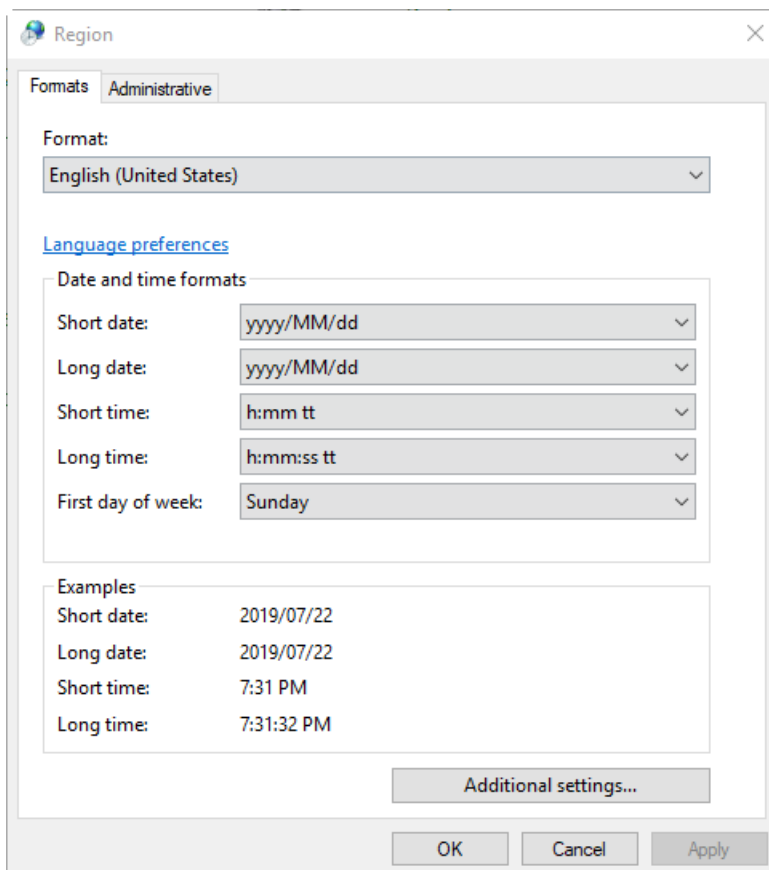 Region
Formats
Administrative
Format:
English (United States)
Language preferences
Date and time formats
Short date: yyyy/MM/dd
Long date: yyyy/MM/dd
Short time: h:mm tt
Long time: h:mm:ss tt
First day of week: Sunday
Examples
Short date: 2019/07/22
Long date: 2019/07/22
Short time: 7:31 PM
Long time: 7:31:32 PM
Additional settings...
OK Cancel Apply